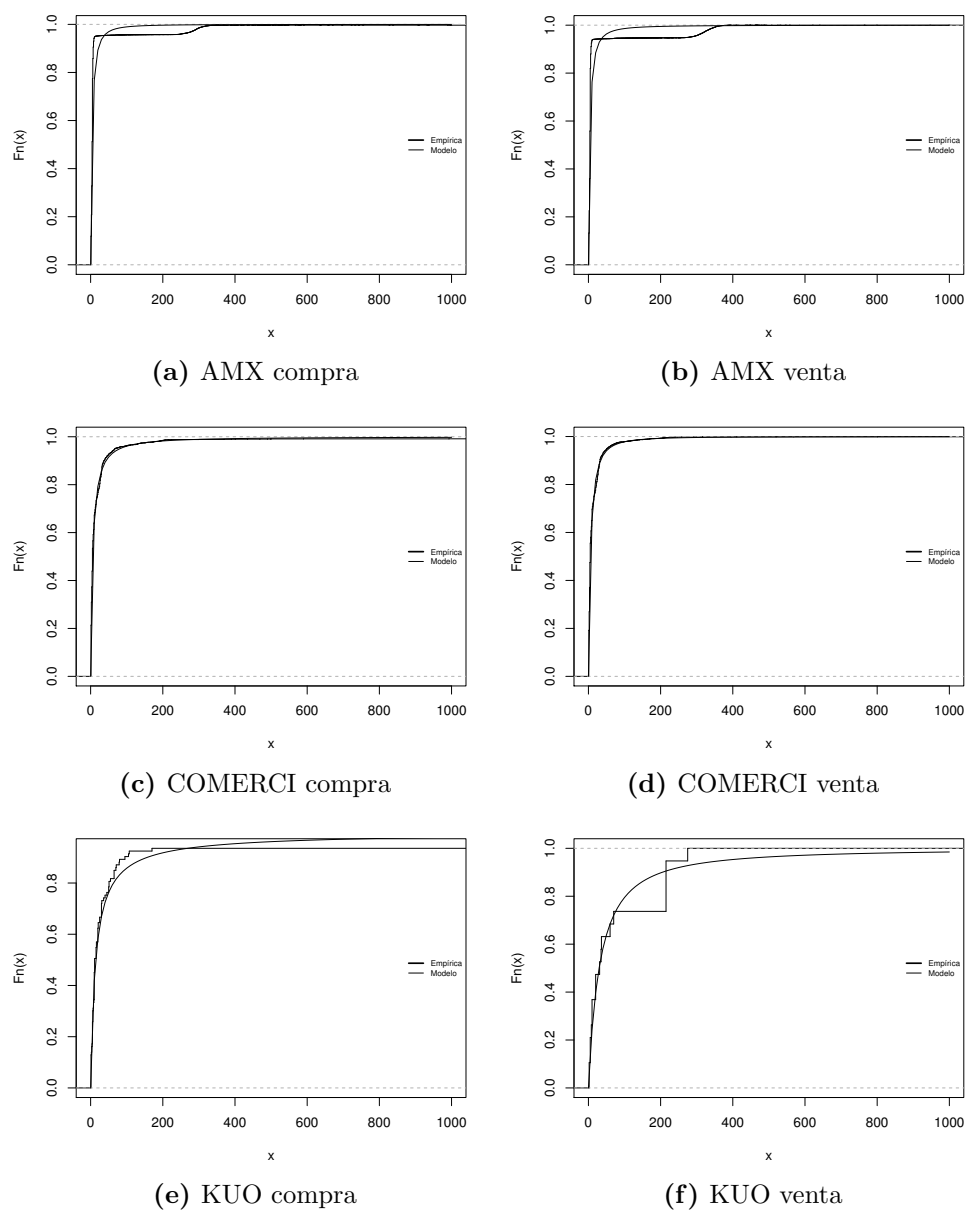 Fn(x)
0.0 0.2 0.4 0.6 0.8 1.0
Empírica
Modelo
0 200 400 600 800 1000
x
(a) AMX compra
Fn(x)
0.0 0.2 0.4 0.6 0.8 1.0
Empírica
Modelo
0 200 400 600 800 1000
x
(b) AMX venta
Fn(x)
0.0 0.2 0.4 0.6 0.8 1.0
Empírica
Modelo
0 200 400 600 800 1000
x
(c) COMERCI compra
Fn(x)
0.0 0.2 0.4 0.6 0.8 1.0
Empírica
Modelo
0 200 400 600 800 1000
x
(d) COMERCI venta
Fn(x)
0.0 0.2 0.4 0.6 0.8
Empírica
Modelo
0 200 400 600 800 1000
x
(e) KUO compra
Fn(x)
0.0 0.2 0.4 0.6 0.8 1.0
Empírica
Modelo
0 200 400 600 800 1000
x
(f) KUO venta